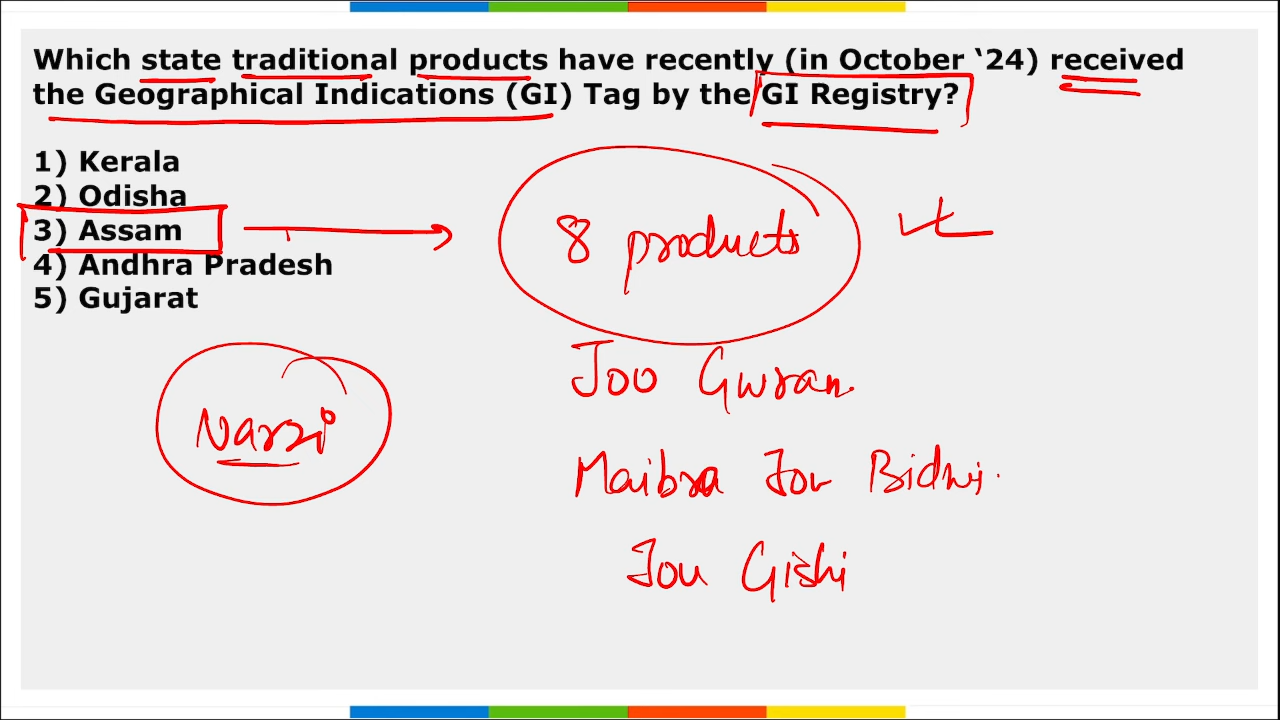 Which state traditional products have recently (in October ‘24) received
the Geographical Indications (GI) Tag by the GI Registry?
1) Kerala
2) Odisha
3) Assam
4) Andhra Pradesh
5) Gujarat
8 products
Joo Gwran
Narzi
Maibra Jou Bidwi
Jou Gishi